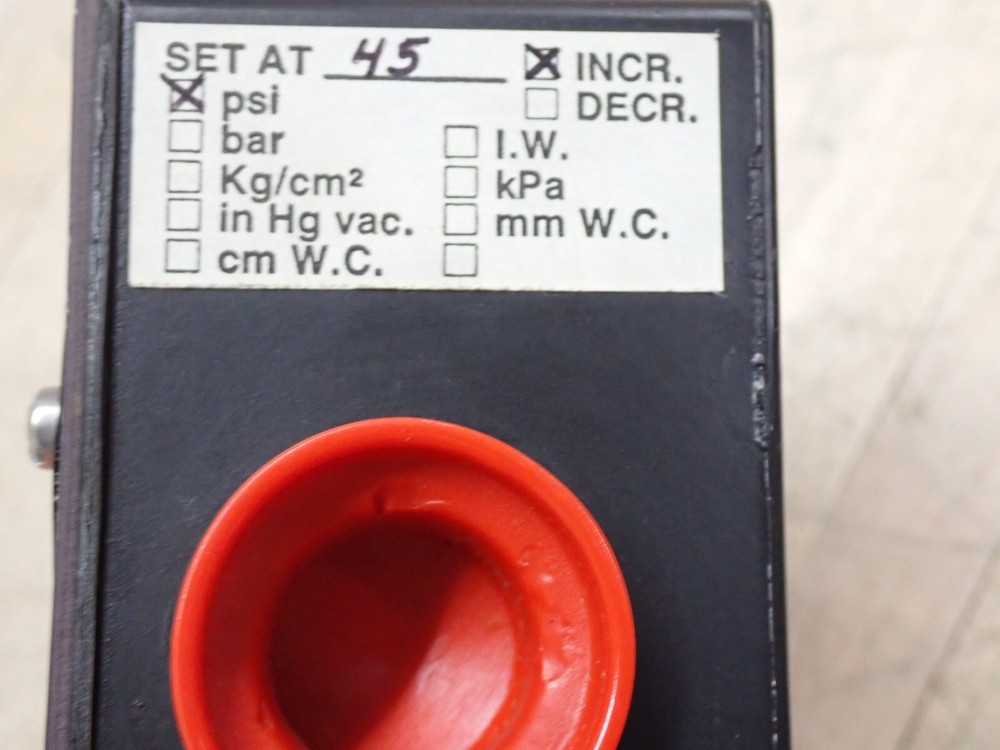 SET AT 45 INCR.
psi DECR.
bar I.W.
Kg/cm² kPa
in Hg vac. mm W.C.
cm W.C.